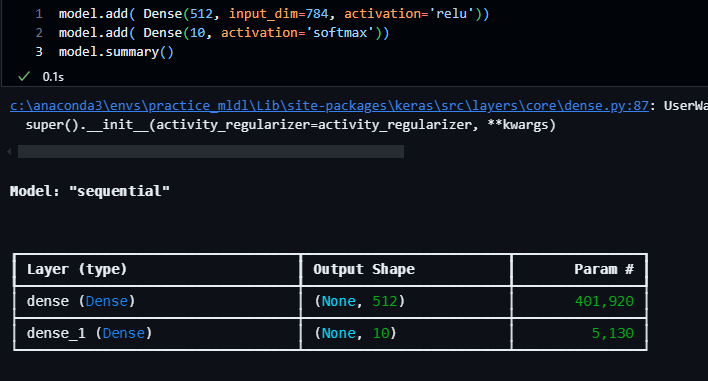 1 model.add( Dense(512, input_dim=784, activation='relu'))
2 model.add( Dense(10, activation='softmax'))
3 model.summary()
✓ 0.1s
c:\anaconda3\envs\practice_mldl\Lib\site-packages\keras\src\layers\core\dense.py:87: UserWa
super().__init__(activity_regularizer=activity_regularizer, **kwargs)
Model: "sequential"
Layer (type) Output Shape Param #
dense (Dense) (None, 512) 401,920
dense_1 (Dense) (None, 10) 5,130